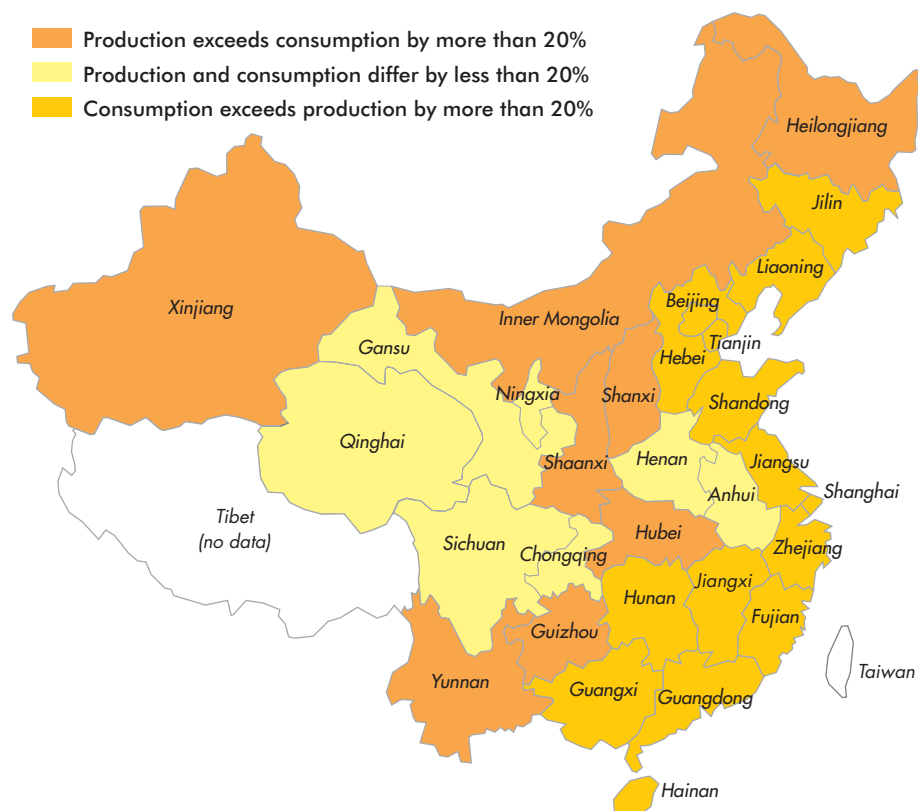 Production exceeds consumption by more than 20%
Production and consumption differ by less than 20%
Consumption exceeds production by more than 20%
Heilongjiang
Jilin
Liaoning
Xinjiang
Inner Mongolia
Beijing
Gansu
Tianjin
Hebei
Ningxia
Shanxi
Shandong
Qinghai
Shaanxi
Henan
Jiangsu
Anhui
Shanghai
Tibet
(no data)
Sichuan
Chongqing
Hubei
Zhejiang
Hunan
Jiangxi
Fujian
Guizhou
Taiwan
Yunnan
Guangxi
Guangdong
Hainan